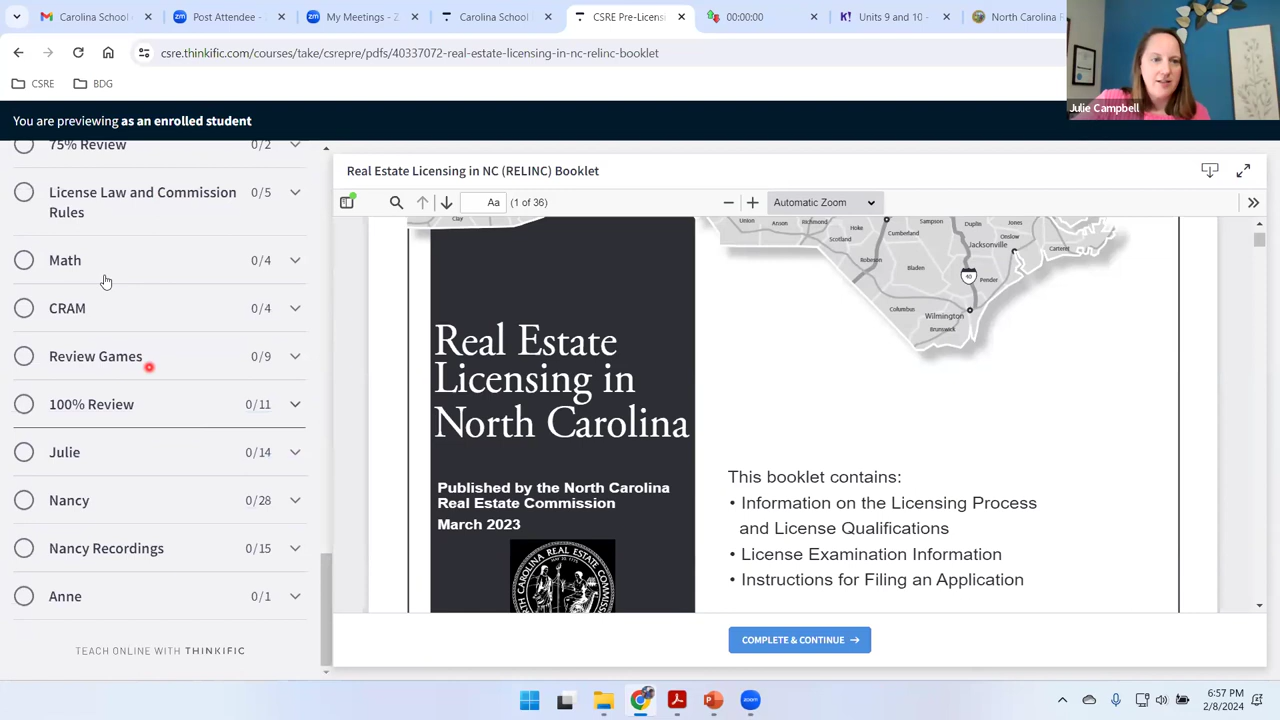 Carolina School
Post Attendee -
My Meetings - Z
Carolina School
CSRE Pre-Licens
00:00:00
Units 9 and 10 -
North Carolina R
csre.thinkific.com/courses/take/csrepre/pdfs/40337072-real-estate-licensing-in-nc-relinc-booklet
CSRE
BDG
Julie Campbell
You are previewing as an enrolled student
75% Review 0/2
License Law and Commission
Rules
0/5
Math 0/4
CRAM 0/4
Review Games 0/9
100% Review 0/11
Julie 0/14
Nancy 0/28
Nancy Recordings 0/15
Anne 0/1
TEACH ONLINE WITH THINKIFIC
Real Estate Licensing in NC (RELINC) Booklet
Aa (1 of 36)
Automatic Zoom
Clay
Union
Anson
Richmond
Hoke
Cumberland
Sampson
Duplin
Jones
Scotland
Onslow
Jacksonville
Carteret
Robeson
Bladen
Pender
40
Columbus
Wilmington
Brunswick
Real Estate
Licensing in
North Carolina
Published by the North Carolina
Real Estate Commission
March 2023
This booklet contains:
• Information on the Licensing Process
and License Qualifications
• License Examination Information
• Instructions for Filing an Application
COMPLETE & CONTINUE →
zoom
6:57 PM
2/8/2024